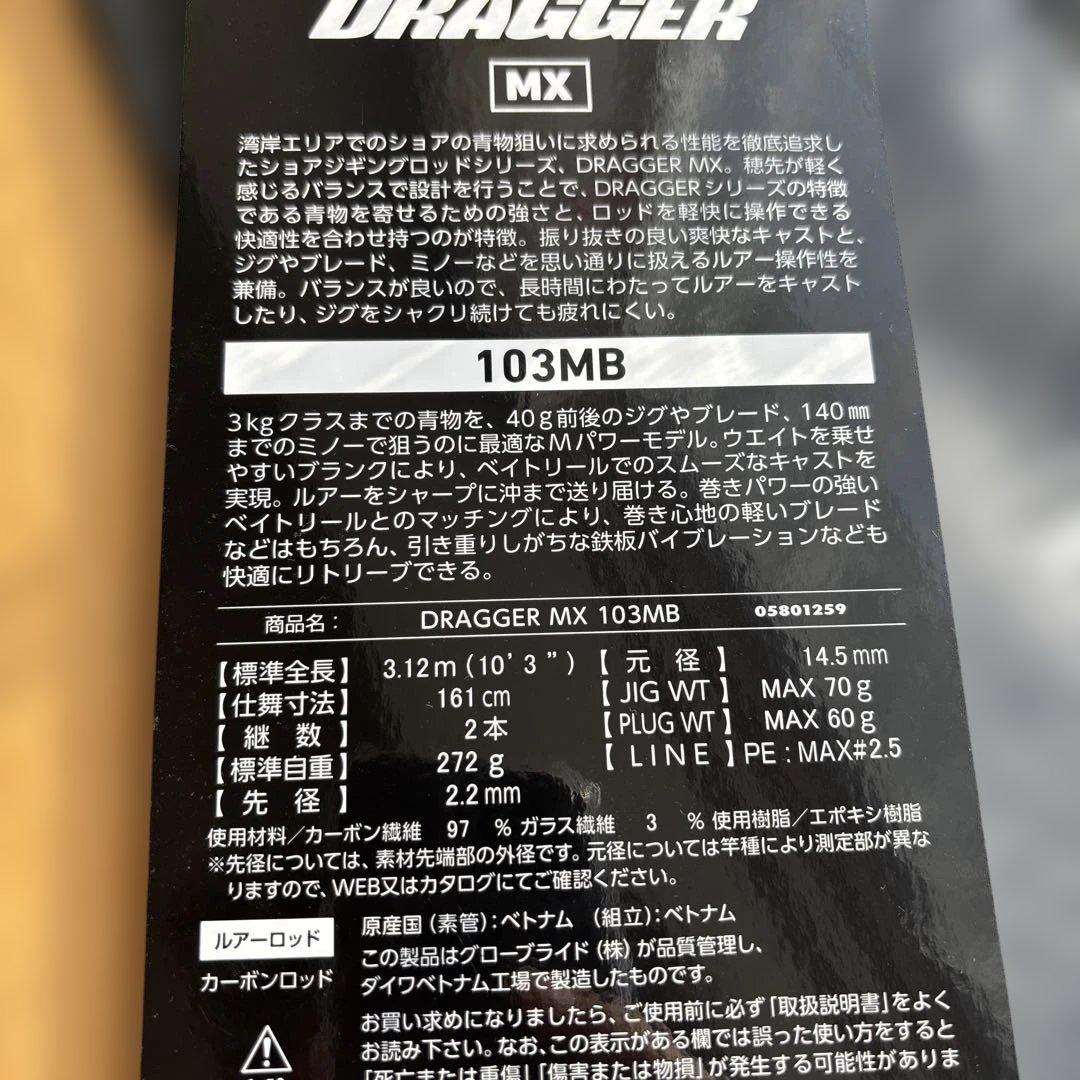 DRAGGER
MX
湾岸エリアでのショアの青物狙いに求められる性能を徹底追求し
たショアジギングロッドシリーズ、DRAGGER MX。穂先が軽く
感じるバランスで設計を行うことで、DRAGGERシリーズの特徴
である青物を寄せるための強さと、ロッドを軽快に操作できる
快適性を合わせ持つのが特徴。振り抜きの良い爽快なキャストと、
ジグやブレード、ミノーなどを思い通りに扱えるルアー操作性を
兼備。バランスが良いので、長時間にわたってルアーをキャスト
したり、ジグをシャクリ続けても疲れにくい。
103MB
3kgクラスまでの青物を、40g前後のジグやブレード、140㎜
までのミノーで狙うのに最適なMパワーモデル。ウエイトを乗せ
やすいブランクにより、ベイトリールでのスムーズなキャストを
実現。ルアーをシャープに沖まで送り届ける。巻きパワーの強い
ベイトリールとのマッチングにより、巻き心地の軽いブレード
などはもちろん、引き重りしがちな鉄板バイブレーションなども
快適にリトリーブできる。
商品名： DRAGGER MX 103MB 05801259
【標準全長】 3.12m(10'3") 【元 径】 14.5mm
【仕舞寸法】 161cm 【JIG WT】 MAX 70g
【継 数】 2本 【PLUG WT】 MAX 60g
【標準自重】 272g 【LINE】PE：MAX#2.5
【先 径】 2.2mm
使用材料／カーボン繊維 97 % ガラス繊維 3 % 使用樹脂／エポキシ樹脂
※先径については、素材先端部の外径です。元径については竿種により測定部が異な
りますので、WEB又はカタログにてご確認ください。
ルアーロッド
カーボンロッド
原産国（素管）：ベトナム （組立）：ベトナム
この製品はグローブライド（株）が品質管理し、
ダイワベトナム工場で製造したものです。
お買い求めになりましたら、ご使用前に必ず「取扱説明書」をよく
お読み下さい。なお、この表示がある欄では誤った使い方をすると
「死亡または重傷」「傷害または物損」が発生する可能性がありま